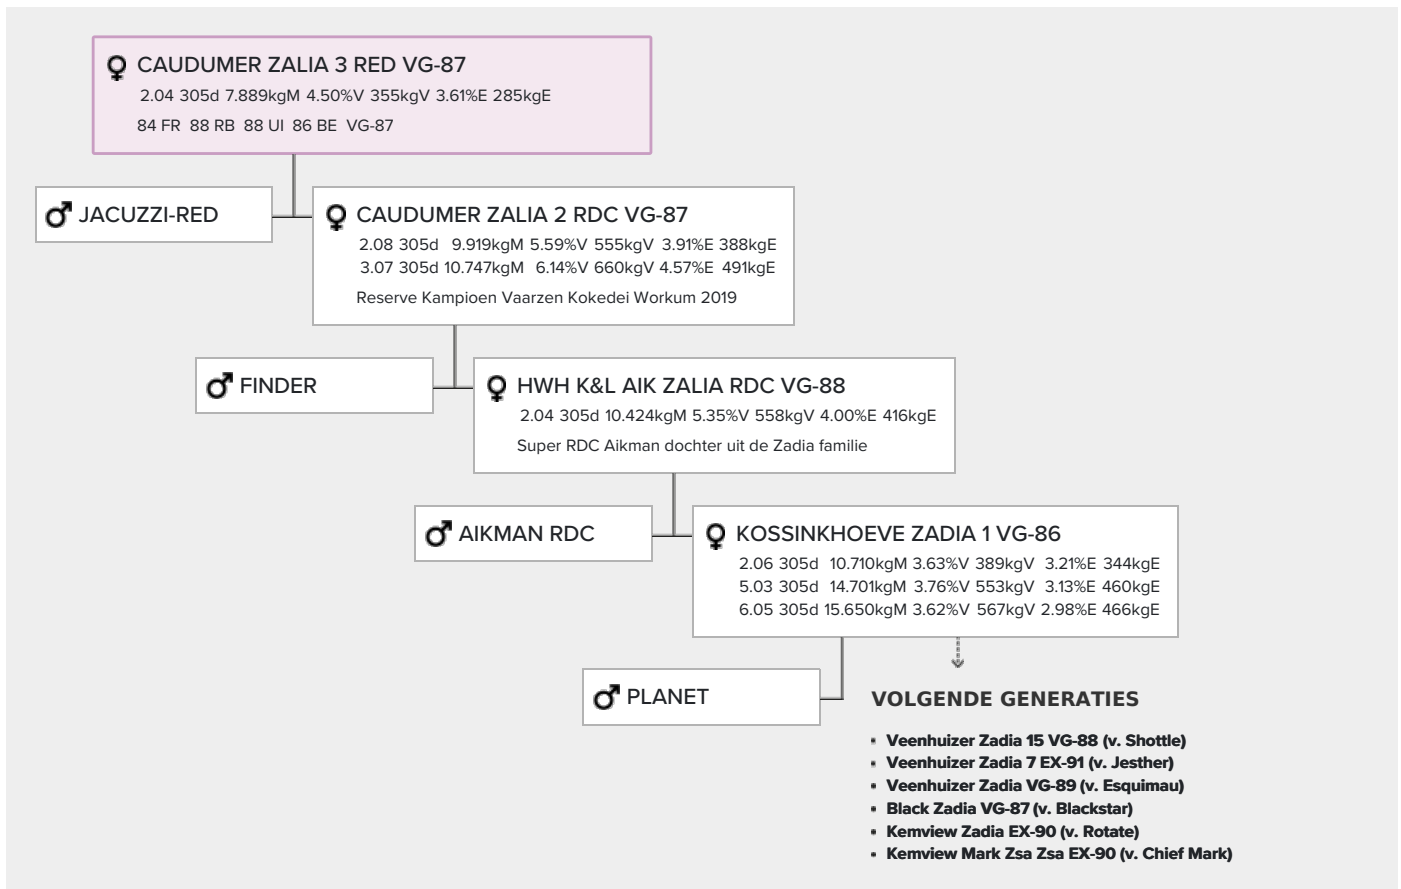 CAUDUMER ZALIA 3 RED VG-87
2.04 305d 7.889kgM 4.50%V 355kgV 3.61%E 285kgE
84 FR 88 RB 88 UI 86 BE VG-87
JACUZZI-RED
CAUDUMER ZALIA 2 RDC VG-87
2.08 305d 9.919kgM 5.59%V 555kgV 3.91%E 388kgE
3.07 305d 10.747kgM 6.14%V 660kgV 4.57%E 491kgE
Reserve Kampioen Vaarzen Kokedei Workum 2019
FINDER
HWH K&L AIK ZALIA RDC VG-88
2.04 305d 10.424kgM 5.35%V 558kgV 4.00%E 416kgE
Super RDC Aikman dochter uit de Zadia familie
AIKMAN RDC
KOSSINKHOEVE ZADIA 1 VG-86
2.06 305d 10.710kgM 3.63%V 389kgV 3.21%E 344kgE
5.03 305d 14.701kgM 3.76%V 553kgV 3.13%E 460kgE
6.05 305d 15.650kgM 3.62%V 567kgV 2.98%E 466kgE
PLANET
VOLGENDE GENERATIES
▪ Veenhuizer Zadia 15 VG-88 (v. Shottle)
▪ Veenhuizer Zadia 7 EX-91 (v. Jesther)
▪ Veenhuizer Zadia VG-89 (v. Esquimau)
▪ Black Zadia VG-87 (v. Blackstar)
▪ Kemview Zadia EX-90 (v. Rotate)
▪ Kemview Mark Zsa Zsa EX-90 (v. Chief Mark)